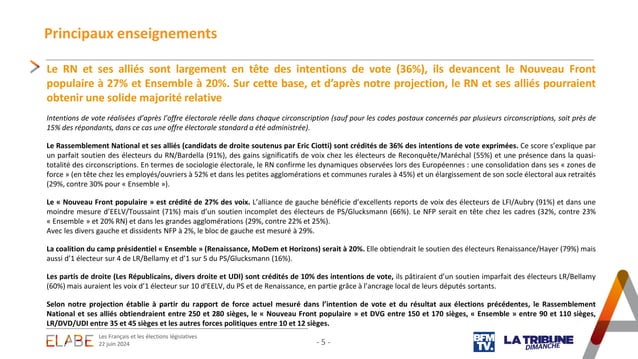 Principaux enseignements
Le RN et ses alliés sont largement en tête des intentions de vote (36%), ils devancent le Nouveau Front
populaire à 27% et Ensemble à 20%. Sur cette base, et d’après notre projection, le RN et ses alliés pourraient
obtenir une solide majorité relative
Intentions de vote réalisées d’après l’offre électorale réelle dans chaque circonscription (sauf pour les codes postaux concernés par plusieurs circonscriptions, soit près de
15% des répondants, dans ce cas une offre électorale standard a été administrée).
Le Rassemblement National et ses alliés (candidats de droite soutenus par Eric Ciotti) sont crédités de 36% des intentions de vote exprimées. Ce score s’explique par
un parfait soutien des électeurs du RN/Bardella (91%), des gains significatifs de voix chez les électeurs de Reconquête/Maréchal (55%) et une présence dans la quasi-
totalité des circonscriptions. En termes de sociologie électorale, le RN confirme les dynamiques observées lors des Européennes : une consolidation dans ses « zones de
force » (en tête chez les employés/ouvriers à 52% et dans les petites agglomérations et communes rurales à 45%) et un élargissement de son socle électoral aux retraités
(29%, contre 30% pour « Ensemble »).
Le « Nouveau Front populaire » est crédité de 27% des voix. L’alliance de gauche bénéficie d’excellents reports de voix des électeurs de LFI/Aubry (91%) et dans une
moindre mesure d’EELV/Toussaint (71%) mais d’un soutien incomplet des électeurs de PS/Glucksmann (66%). Le NFP serait en tête chez les cadres (32%, contre 23%
« Ensemble » et 20% RN) et dans les grandes agglomérations (29%, contre 22% et 25%).
Avec les divers gauche et dissidents NFP à 2%, le bloc de gauche est mesuré à 29%.
La coalition du camp présidentiel « Ensemble » (Renaissance, MoDem et Horizons) serait à 20%. Elle obtiendrait le soutien des électeurs Renaissance/Hayer (79%) mais
aussi d’1 électeur sur 4 de LR/Bellamy et d’1 sur 5 du PS/Glucksmann (16%).
Les partis de droite (Les Républicains, divers droite et UDI) sont crédités de 10% des intentions de vote, ils pâtiraient d’un soutien imparfait des électeurs LR/Bellamy
(60%) mais auraient les voix d’1 électeur sur 10 d’EELV, du PS et de Renaissance, en partie grâce à l’ancrage local de leurs députés sortants.
Selon notre projection établie à partir du rapport de force actuel mesuré dans l’intention de vote et du résultat aux élections précédentes, le Rassemblement
National et ses alliés obtiendraient entre 250 et 280 sièges, le « Nouveau Front populaire » et DVG entre 150 et 170 sièges, « Ensemble » entre 90 et 110 sièges,
LR/DVD/UDI entre 35 et 45 sièges et les autres forces politiques entre 10 et 12 sièges.
ELABE
Les Français et les élections législatives
22 juin 2024
- 5 -
BFM
TV.
LA TRIBUNE
DIMANCHE